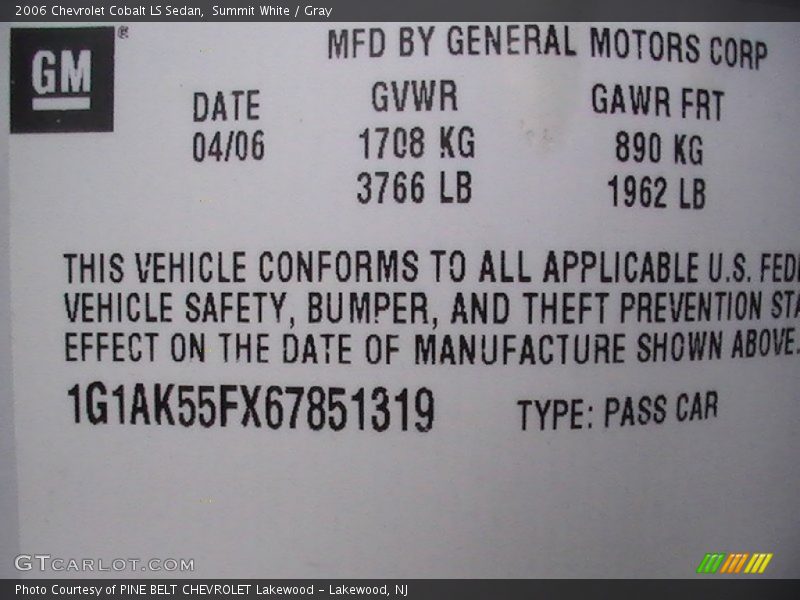 2006 Chevrolet Cobalt LS Sedan,  Summit White / Gray
GM ®
MFD BY GENERAL MOTORS CORP
DATE GVWR GAWR FRT
04/06 1708 KG 890 KG
3766 LB 1962 LB
THIS VEHICLE CONFORMS TO ALL APPLICABLE U.S. FED
VEHICLE SAFETY, BUMPER, AND THEFT PREVENTION STA
EFFECT ON THE DATE OF MANUFACTURE SHOWN ABOVE.
1G1AK55FX67851319 TYPE: PASS CAR
GTCARLOT.COM
Photo Courtesy of PINE BELT CHEVROLET Lakewood - Lakewood, NJ